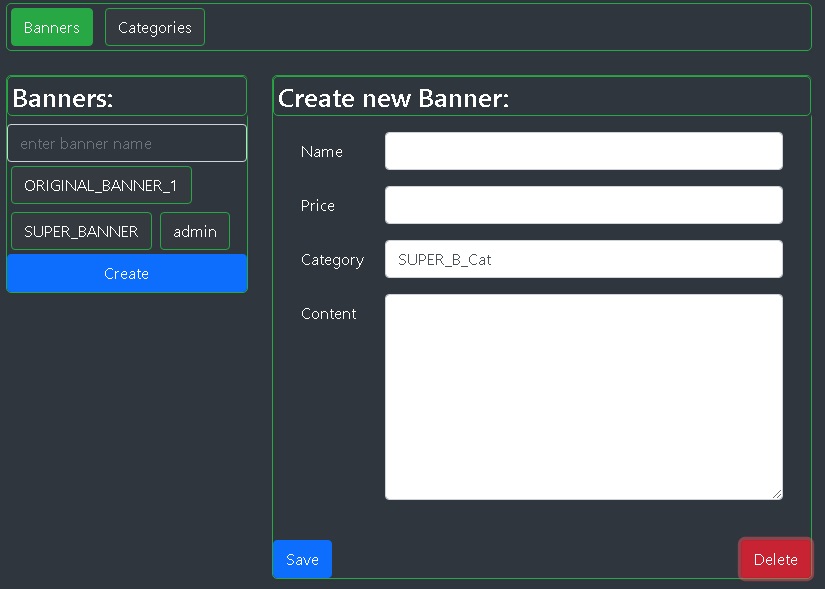 Banners Categories
Banners:
enter banner name
ORIGINAL_BANNER_1
SUPER_BANNER admin
Create
Create new Banner:
Name
Price
Category SUPER_B_Cat
Content
Save Delete